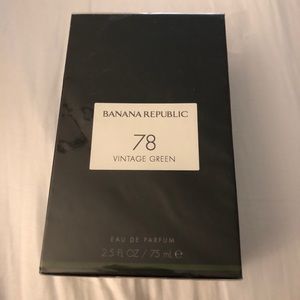 BANANA REPUBLIC
78
VINTAGE GREEN
EAU DE PARFUM
2.5 FL OZ / 75 mL ℮